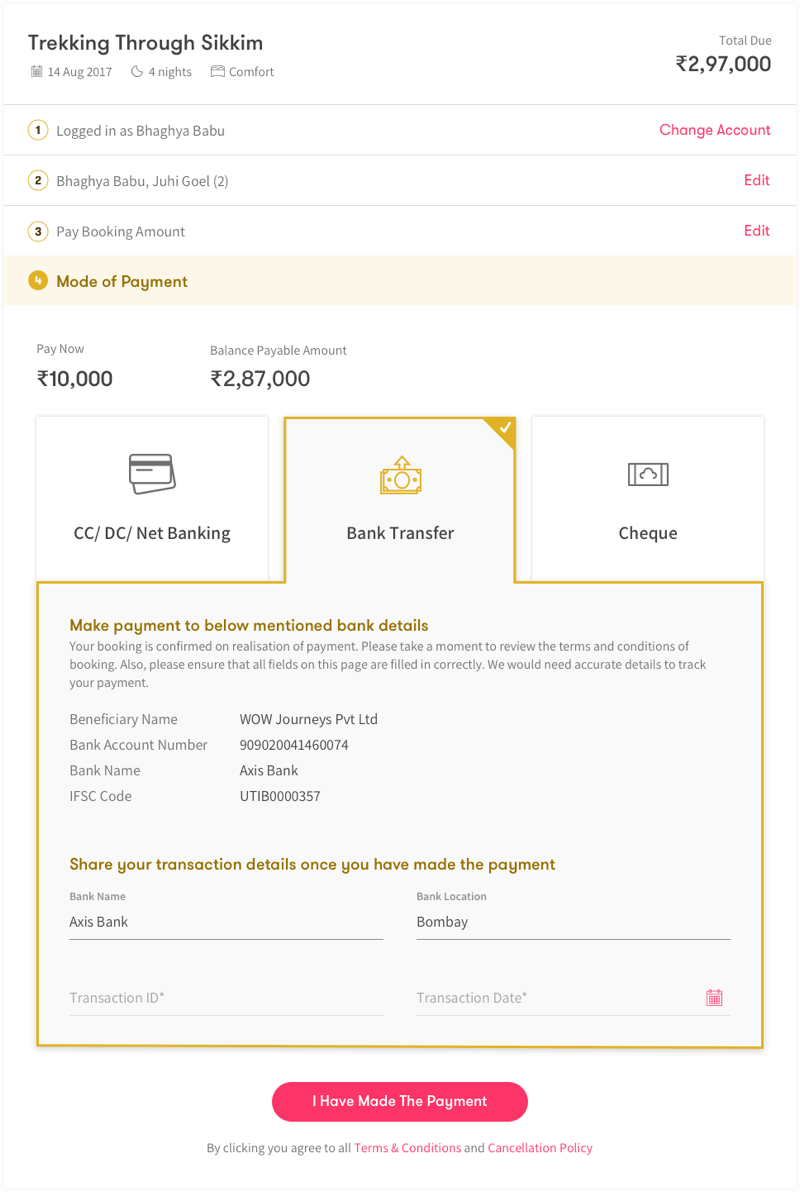 Trekking Through Sikkim
Total Due
14 Aug 2017 4 nights Comfort
₹2,97,000
1 Logged in as Bhaghya Babu Change Account
2 Bhaghya Babu, Juhi Goel (2) Edit
3 Pay Booking Amount Edit
4 Mode of Payment
Pay Now Balance Payable Amount
₹10,000 ₹2,87,000
CC/ DC/ Net Banking Bank Transfer Cheque
Make payment to below mentioned bank details
Your booking is confirmed on realisation of payment. Please take a moment to review the terms and conditions of
booking. Also, please ensure that all fields on this page are filled in correctly. We would need accurate details to track
your payment.
Beneficiary Name WOW Journeys Pvt Ltd
Bank Account Number 909020041460074
Bank Name Axis Bank
IFSC Code UTIB0000357
Share your transaction details once you have made the payment
Bank Name Bank Location
Axis Bank Bombay
Transaction ID* Transaction Date*
I Have Made The Payment
By clicking you agree to all Terms & Conditions and Cancellation Policy